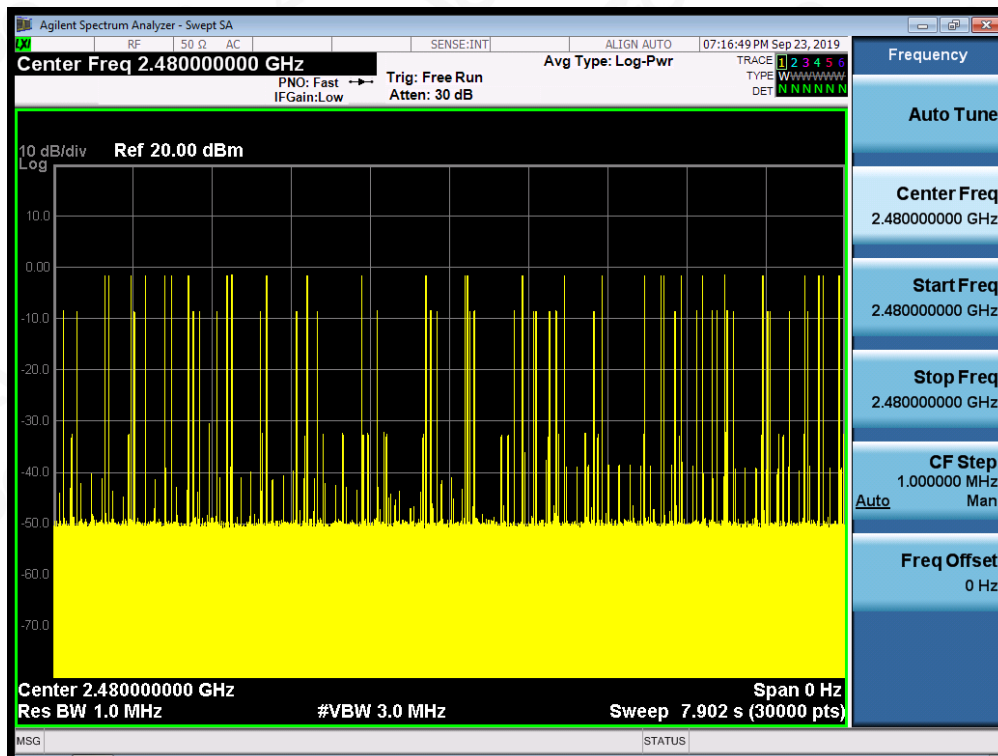 Agilent Spectrum Analyzer - Swept SA
LXI RF 50 Ω AC SENSE:INT ALIGN AUTO 07:16:49 PM Sep 23, 2019
Center Freq 2.480000000 GHz
PNO: Fast
IFGain:Low
Trig: Free Run
Atten: 30 dB
Avg Type: Log-Pwr
TRACE 1 2 3 4 5 6
TYPE W
DET N N N N N N
10 dB/div Ref 20.00 dBm
Log
10.0
0.00
-10.0
-20.0
-30.0
-40.0
-50.0
-60.0
-70.0
Center 2.480000000 GHz Span 0 Hz
Res BW 1.0 MHz #VBW 3.0 MHz Sweep 7.902 s (30000 pts)
MSG STATUS
Frequency
Auto Tune
Center Freq
2.480000000 GHz
Start Freq
2.480000000 GHz
Stop Freq
2.480000000 GHz
CF Step
1.000000 MHz
Auto Man
Freq Offset
0 Hz